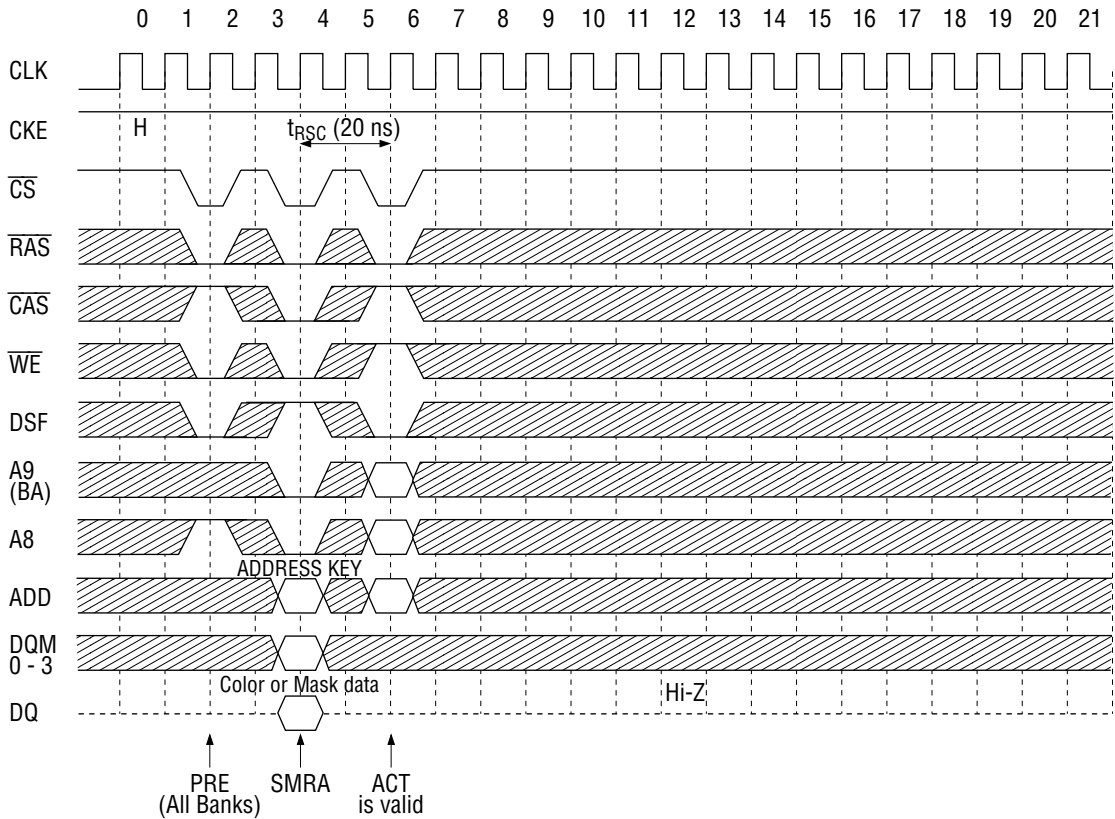 0 1 2 3 4 5 6 7 8 9 10 11 12 13 14 15 16 17 18 19 20 21
CLK
CKE H tRSC (20 ns)
CS
RAS
CAS
WE
DSF
A9
(BA)
A8
ADDRESS KEY
ADD
DQM
0 - 3
Color or Mask data Hi-Z
DQ
PRE SMRA ACT
(All Banks) is valid